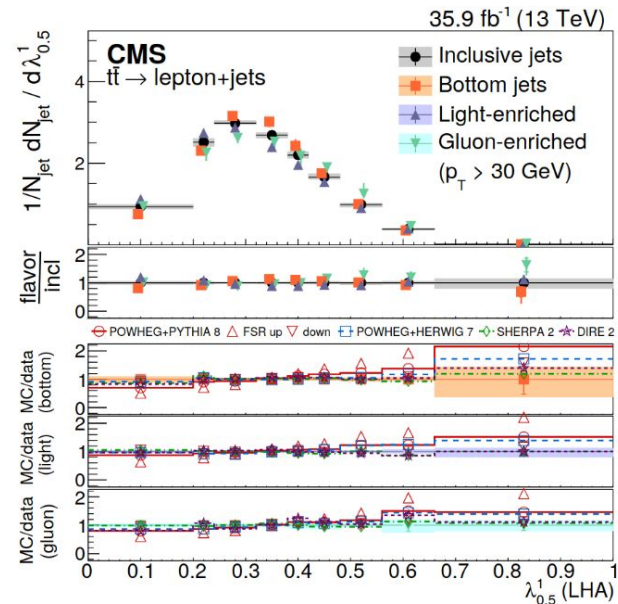 35.9 fb⁻¹ (13 TeV)
CMS
tt̄ → lepton+jets
Inclusive jets
Bottom jets
Light-enriched
Gluon-enriched
(p_T > 30 GeV)
1/N_jet dN_jet / dλ¹_0.5
4
2
flavor
incl
2
1
0
POWHEG+PYTHIA 8 FSR up down POWHEG+HERWIG 7 SHERPA 2 DIRE 2
MC/data
(bottom)
2
1
0
MC/data
(light)
2
1
0
MC/data
(gluon)
2
1
0
0 0.1 0.2 0.3 0.4 0.5 0.6 0.7 0.8 0.9 1
λ¹_0.5 (LHA)